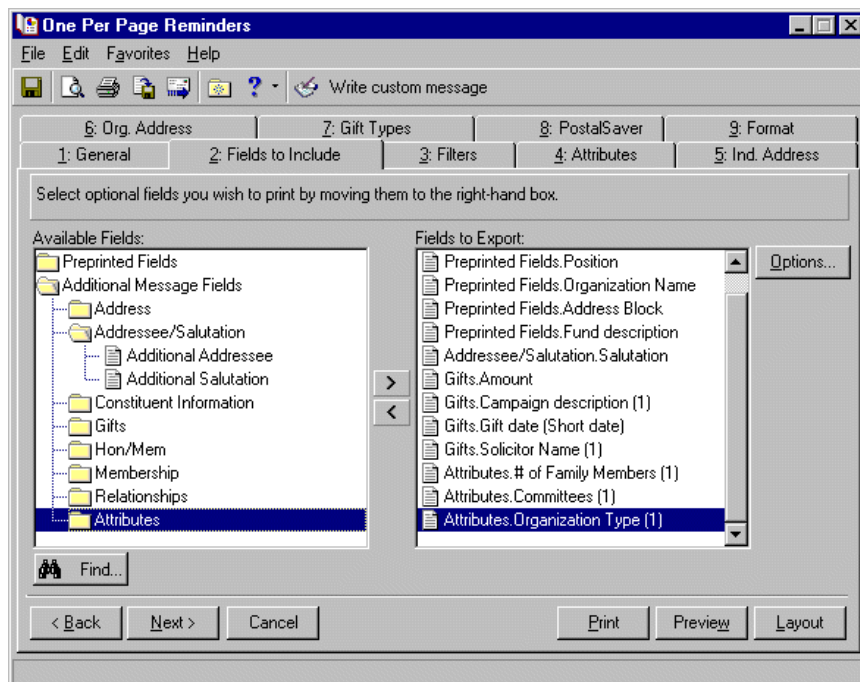 One Per Page Reminders
File Edit Favorites Help
? Write custom message
6: Org. Address 7: Gift Types 8: PostalSaver 9: Format
1: General 2: Fields to Include 3: Filters 4: Attributes 5: Ind. Address
Select optional fields you wish to print by moving them to the right-hand box.
Available Fields:
Preprinted Fields
Additional Message Fields
Address
Addressee/Salutation
Additional Addressee
Additional Salutation
Constituent Information
Gifts
Hon/Mem
Membership
Relationships
Attributes
Find...
>
<
Fields to Export:
Preprinted Fields.Position
Preprinted Fields.Organization Name
Preprinted Fields.Address Block
Preprinted Fields.Fund description
Addressee/Salutation.Salutation
Gifts.Amount
Gifts.Campaign description (1)
Gifts.Gift date (Short date)
Gifts.Solicitor Name (1)
Attributes.# of Family Members (1)
Attributes.Committees (1)
Attributes.Organization Type (1)
Options...
< Back Next > Cancel Print Preview Layout